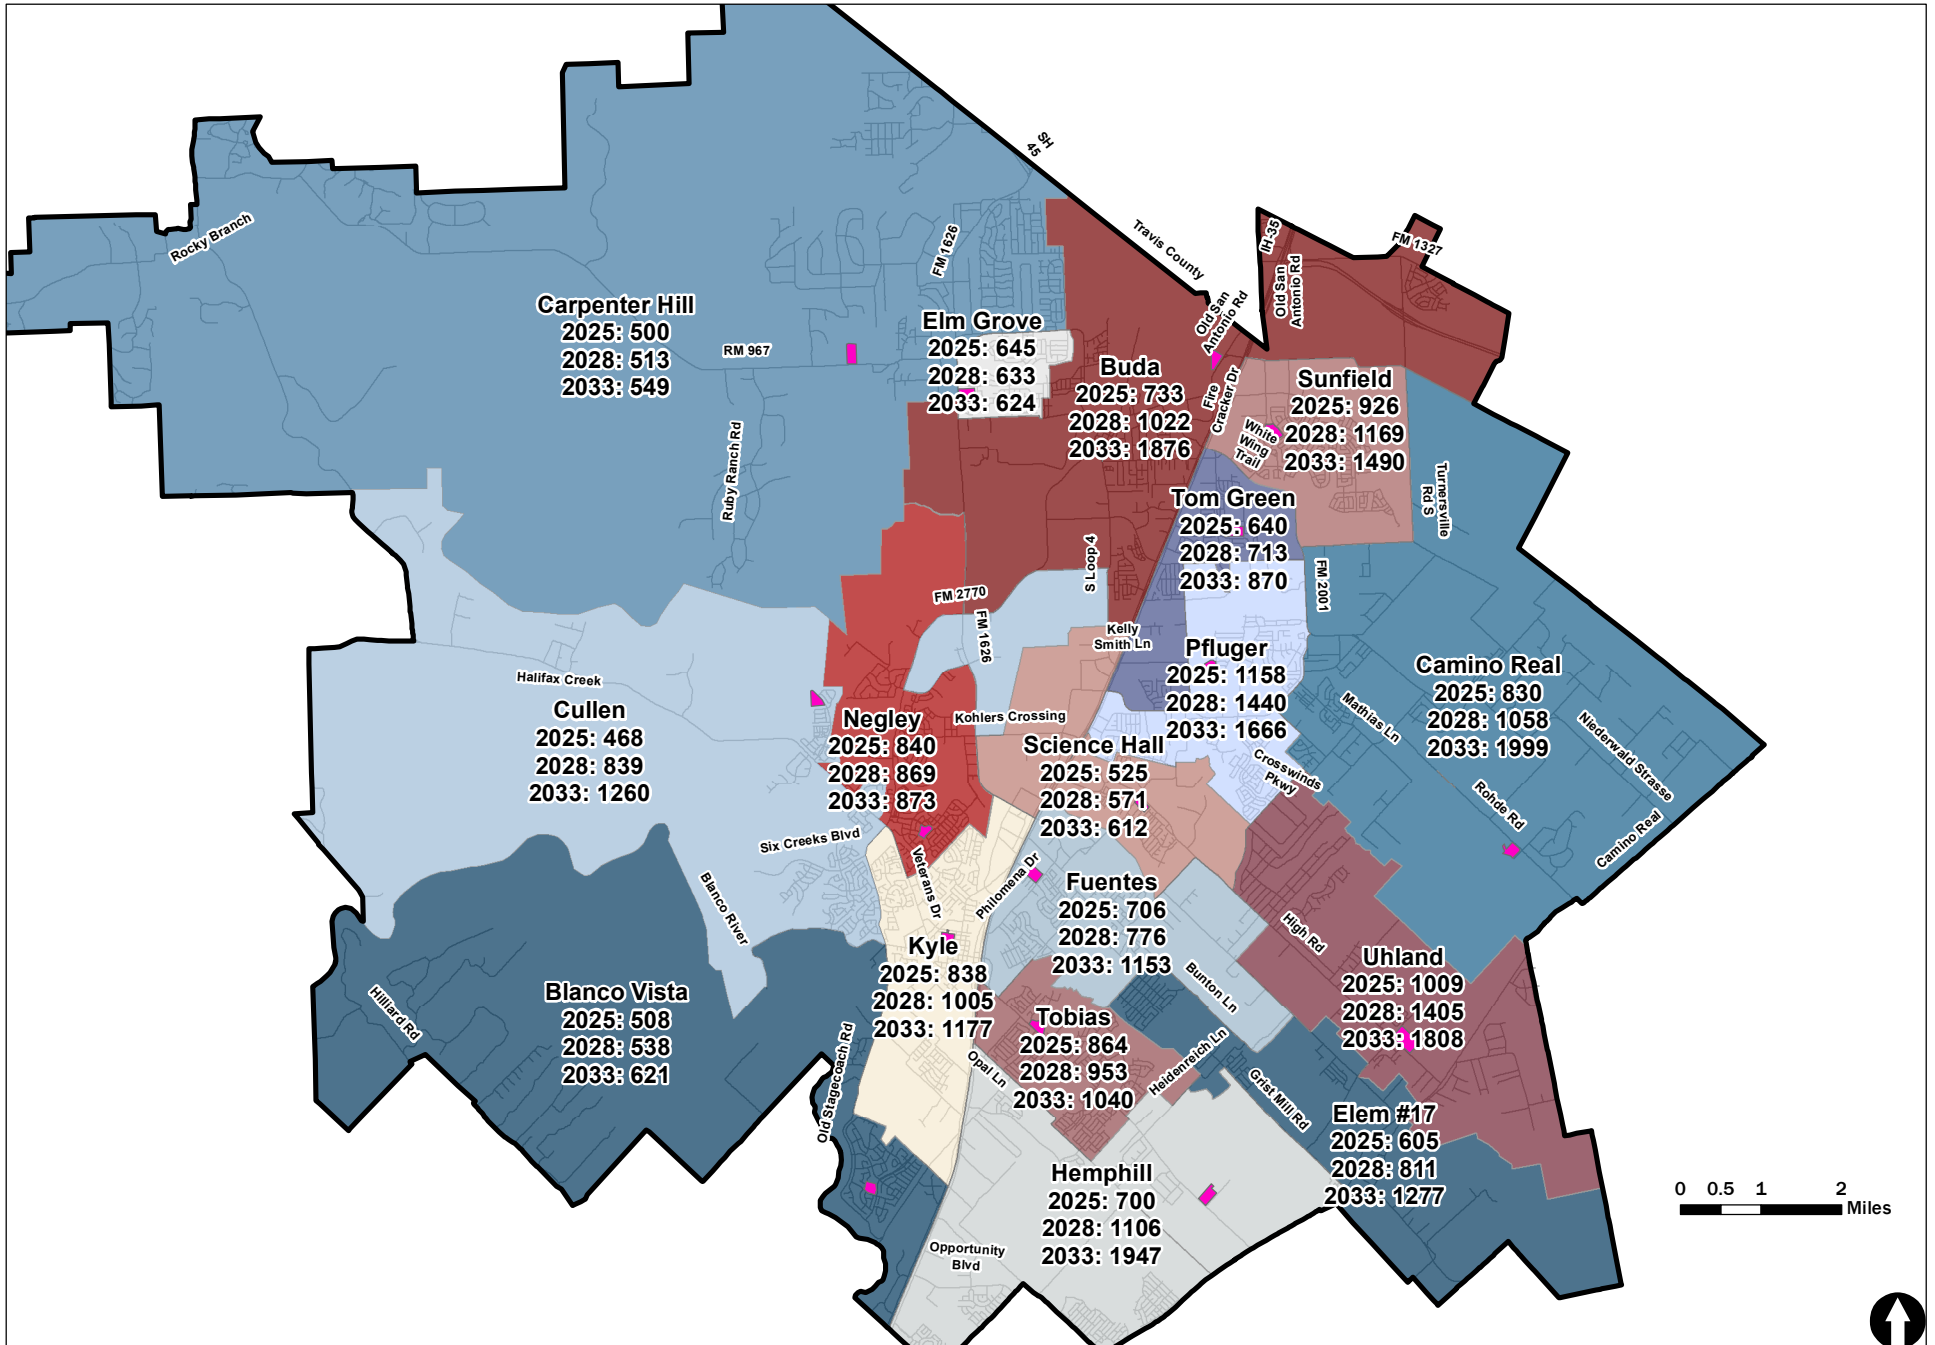 SH
45
Travis County
IH-35
Old San
Antonio Rd
FM 1327
Rocky Branch
FM 1626
Old San
Antonio Rd
Carpenter Hill
2025: 500
2028: 513
2033: 549
RM 967
Elm Grove
2025: 645
2028: 633
2033: 624
Buda
2025: 733
2028: 1022
2033: 1876
Fire
Cracker Dr
Sunfield
2025: 926
2028: 1169
2033: 1490
White
Wing
Trail
Ruby Ranch Rd
Turnersville
Rd S
Tom Green
2025: 640
2028: 713
2033: 870
S Loop 4
FM 2001
FM 2770
FM 1626
Kelly
Smith Ln
Pfluger
2025: 1158
2028: 1440
2033: 1666
Camino Real
2025: 830
2028: 1058
2033: 1999
Halifax Creek
Cullen
2025: 468
2028: 839
2033: 1260
Negley
2025: 840
2028: 869
2033: 873
Kohlers Crossing
Mathias Ln
Niederwald Strasse
Science Hall
2025: 525
2028: 571
2033: 612
Crosswinds
Pkwy
Rohde Rd
Camino Real
Six Creeks Blvd
Veterans Dr
Philomena Dr
Blanco River
Fuentes
2025: 706
2028: 776
2033: 1153
High Rd
Kyle
2025: 838
2028: 1005
2033: 1177
Bunton Ln
Uhland
2025: 1009
2028: 1405
2033: 1808
Hilliard Rd
Blanco Vista
2025: 508
2028: 538
2033: 621
Old Stagecoach Rd
Tobias
2025: 864
2028: 953
2033: 1040
Opal Ln
Heidenreich Ln
Grist Mill Rd
Elem #17
2025: 605
2028: 811
2033: 1277
Hemphill
2025: 700
2028: 1106
2033: 1947
Opportunity
Blvd
0 0.5 1 2
Miles